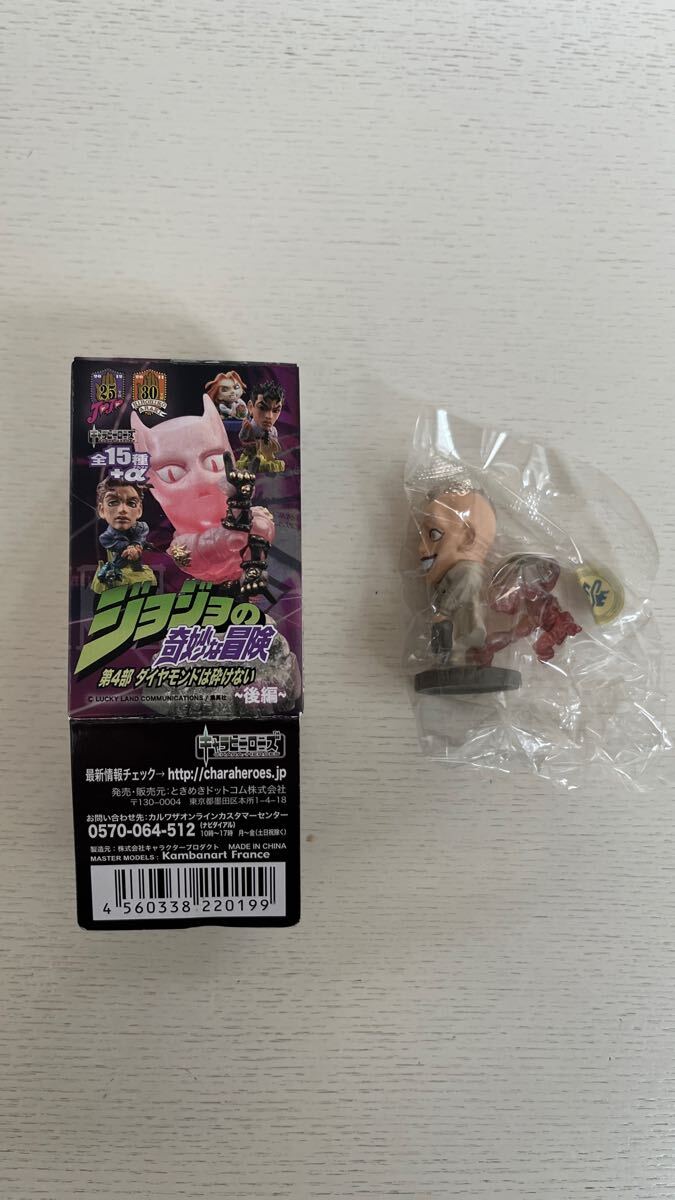 25
30
HIROHIKO
ARAKI
キャラヒーローズ
全15種
+α
ジョジョの
奇妙な冒険
第4部 ダイヤモンドは砕けない
~後編~
© LUCKY LAND COMMUNICATIONS / 集英社
キャラヒーローズ
CHARA HEROES
最新情報チェック→ http://charaheroes.jp
発売・販売元：ときめきドットコム株式会社
〒130-0004 東京都墨田区本所1-4-18
お問い合わせ先：カルワザオンラインカスタマーセンター
0570-064-512 (ナビダイアル) 10時～17時 月～金(土日祝除く)
製造元：株式会社キャラクタープロダクト MADE IN CHINA
MASTER MODELS : Kambanart France
4 560338 220199